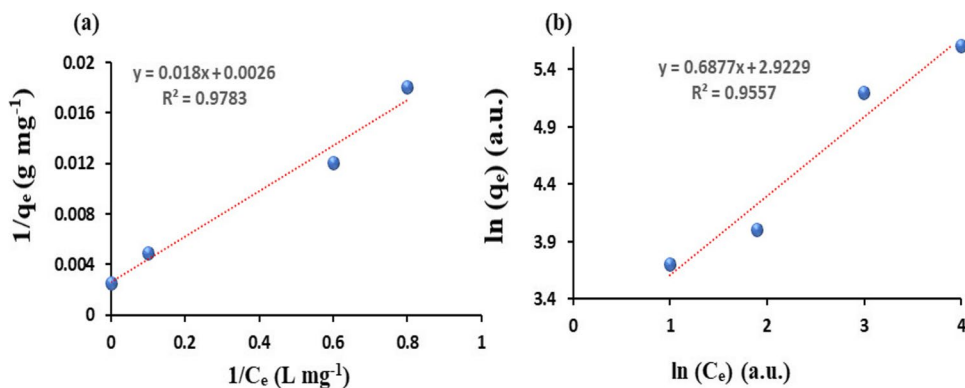 (a)
y = 0.018x + 0.0026
R² = 0.9783
0.02
0.016
0.012
0.008
0.004
0
0 0.2 0.4 0.6 0.8 1
1/qₑ (g mg⁻¹)
1/Cₑ (L mg⁻¹)
(b)
y = 0.6877x + 2.9229
R² = 0.9557
5.4
4.9
4.4
3.9
3.4
0 1 2 3 4
ln (qₑ) (a.u.)
ln (Cₑ) (a.u.)